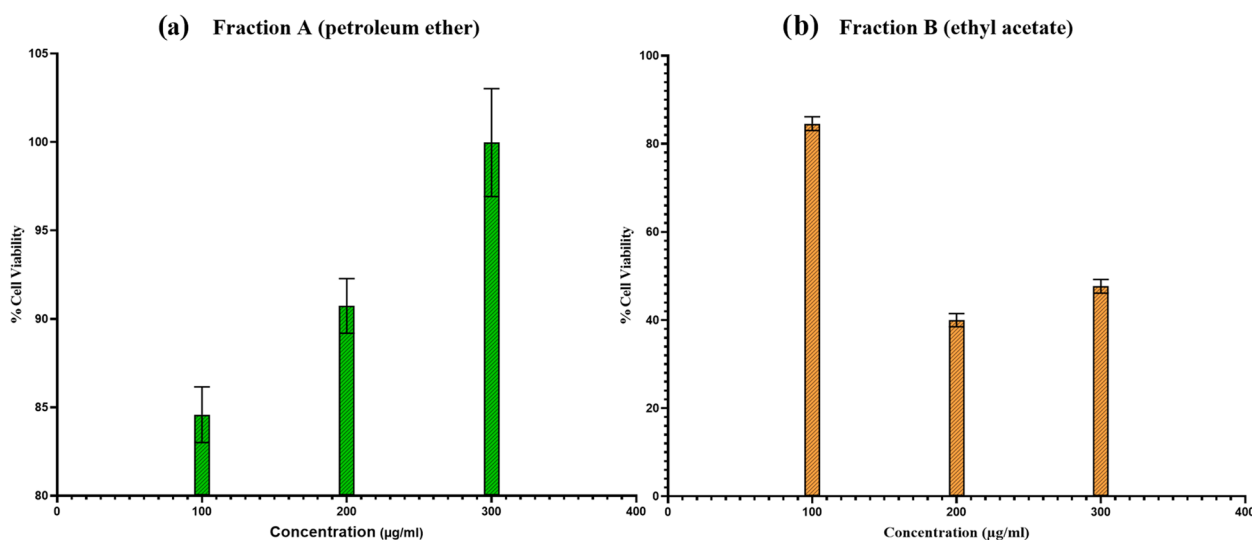 (a) Fraction A (petroleum ether)
105
100
95
90
85
80
% Cell Viability
0 100 200 300 400
Concentration (µg/ml)
(b) Fraction B (ethyl acetate)
100
80
60
40
20
0
% Cell Viability
0 100 200 300 400
Concentration (µg/ml)